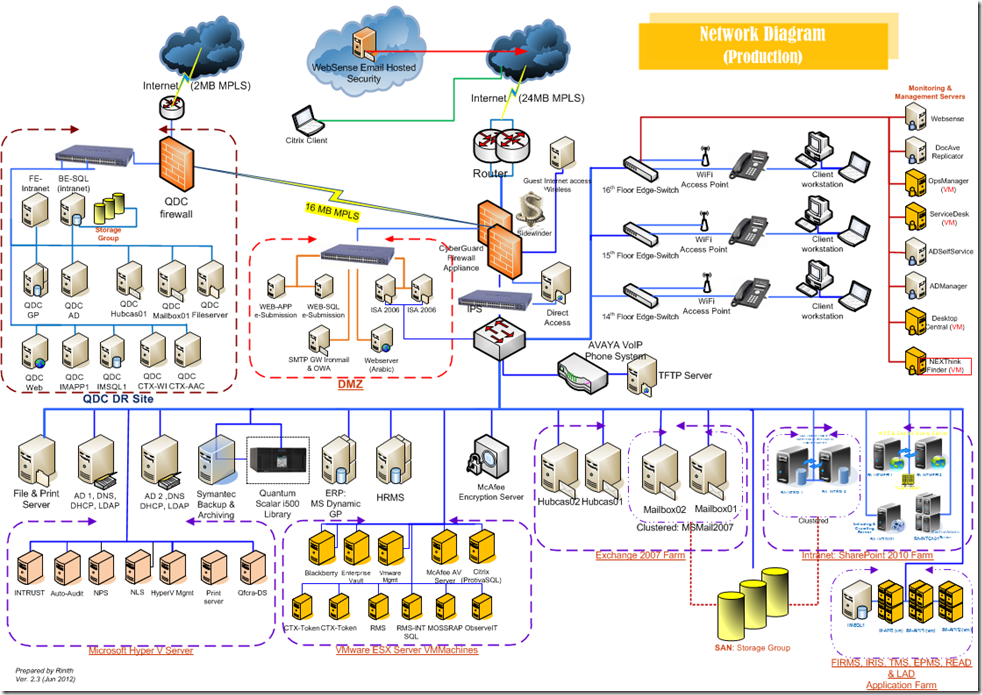 Network Diagram
(Production)
WebSense Email Hosted
Security
Internet (2MB MPLS)
Internet (24MB MPLS)
Citrix Client
Router
Guest Internet access
Wireless
Sidewinder
QDC
firewall
16 MB MPLS
CyberGuard
Firewall
Appliance
IPS
Direct
Access
FE-
Intranet
BE-SQL
(intranet)
Storage
Group
QDC
GP
QDC
AD
QDC
Hubcas01
QDC
Mailbox01
QDC
Fileserver
QDC
Web
QDC
IMAPP1
QDC
IMSQL1
QDC
CTX-WI
QDC
CTX-AAC
QDC DR Site
WEB-APP
e-Submission
WEB-SQL
e-Submission
ISA 2006
ISA 2006
SMTP GW Ironmail
& OWA
Webserver
(Arabic)
DMZ
16th Floor Edge-Switch
WiFi
Access Point
Client
workstation
15th Floor Edge-Switch
WiFi
Access Point
Client
workstation
14th Floor Edge-Switch
WiFi
Access Point
Client
workstation
AVAYA VoIP
Phone System
TFTP Server
Monitoring &
Management Servers
Websense
DocAve
Replicator
OpsManager
(VM)
ServiceDesk
(VM)
ADSelfService
ADManager
Desktop
Central (VM)
NEXThink
Finder (VM)
File & Print
Server
AD 1, DNS,
DHCP, LDAP
AD 2 ,DNS
DHCP, LDAP
Symantec
Backup &
Archiving
Quantum
Scalar i500
Library
ERP:
MS Dynamic
GP
HRMS
McAfee
Encryption Server
Hubcas02
Hubcas01
Mailbox02
Mailbox01
Clustered: MSMail2007
Exchange 2007 Farm
Clustered
Intranet: SharePoint 2010 Farm
INTRUST
Auto-Audit
NPS
NLS
HyperV Mgmt
Print
server
Qfcra-DS
Microsoft Hyper V Server
Blackberry
Enterprise
Vault
Vmware
Mgmt
McAfee AV
Server
Citrix
(ProtivaSQL)
CTX-Token
CTX-Token
RMS
RMS-INT
SQL
MOSSRAP
ObserveIT
VMware ESX Server VMMachines
SAN: Storage Group
IMSQL1
FIRMS, IRIS, TMS, EPMS, READ
& LAD
Application Farm
Prepared by Rinith
Ver. 2.3 (Jun 2012)